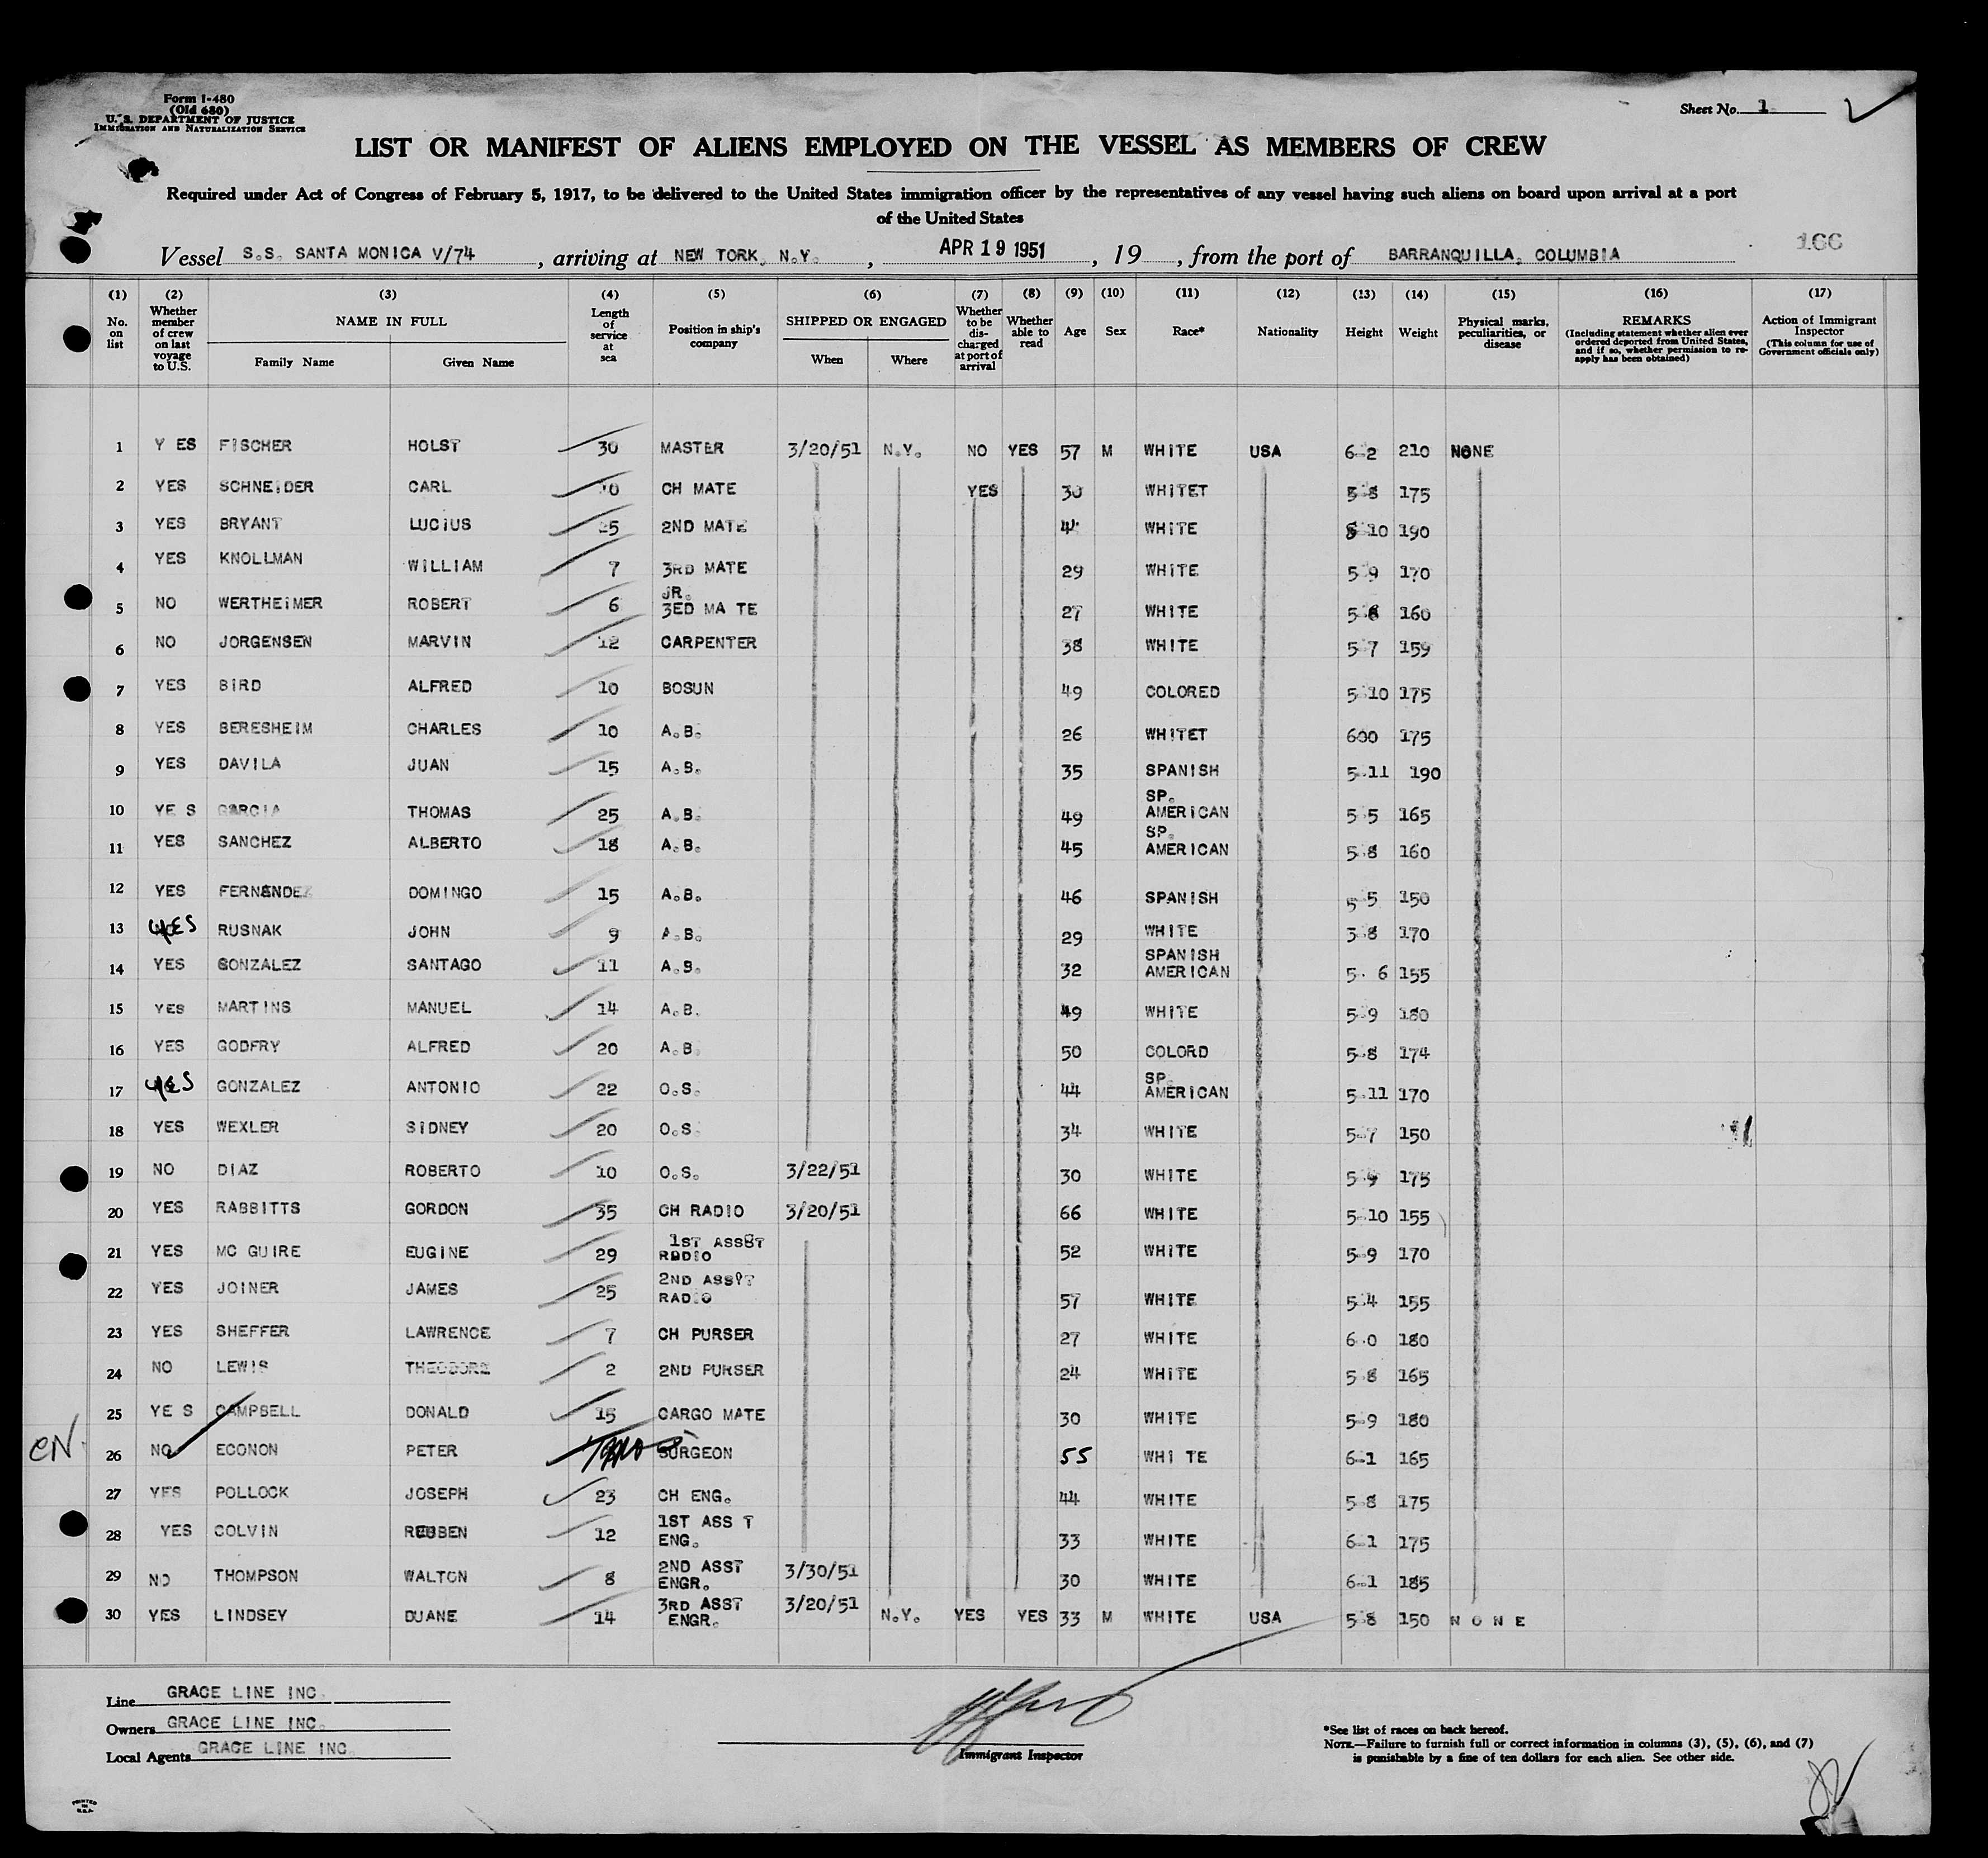 Form I-480
(Old 680)
U. S. DEPARTMENT OF JUSTICE
IMMIGRATION AND NATURALIZATION SERVICE
Sheet No. 1
LIST OR MANIFEST OF ALIENS EMPLOYED ON THE VESSEL AS MEMBERS OF CREW
Required under Act of Congress of February 5, 1917, to be delivered to the United States immigration officer by the representatives of any vessel having such aliens on board upon arrival at a port
of the United States
Vessel S.S. SANTA MONICA V/74, arriving at NEW YORK, N.Y., APR 19 1951, 19, from the port of BARRANQUILLA, COLUMBIA
(1) No. on list
(2) Whether member of crew on last voyage to U.S.
(3) NAME IN FULL Family Name Given Name
(4) Length of service at sea
(5) Position in ship's company
(6) SHIPPED OR ENGAGED When Where
(7) Whether to be discharged at port of arrival
(8) Whether able to read
(9) Age
(10) Sex
(11) Race*
(12) Nationality
(13) Height
(14) Weight
(15) Physical marks, peculiarities, or disease
(16) REMARKS (Including statement whether alien ever ordered deported from United States, and if so, whether permission to reapply has been obtained)
(17) Action of Immigrant Inspector (This column for use of Government officials only)
1 Y ES FISCHER HOLST 30 MASTER 3/20/51 N.Y. NO YES 57 M WHITE USA 6-2 210 NONE
2 YES SCHNEIDER CARL CH MATE YES 30 WHITET 175
3 YES BRYANT LUCIUS 25 2ND MATE WHITE 5 10 190
4 YES KNOLLMAN WILLIAM 7 3RD MATE 29 WHITE 5 9 170
5 NO WERTHEIMER ROBERT 6 JR. 3ED MA TE 27 WHITE 160
6 NO JORGENSEN MARVIN 12 CARPENTER 38 WHITE 5 7 159
7 YES BIRD ALFRED 10 BOSUN 49 COLORED 5 10 175
8 YES BERESHEIM CHARLES 10 A.B. 26 WHITET 600 175
9 YES DAVILA JUAN 15 A.B. 35 SPANISH 5-11 190
10 YE S GARCIA THOMAS 25 A.B. 49 SP. AMERICAN 5 5 165
11 YES SANCHEZ ALBERTO 18 A.B. 45 SP. AMERICAN 5-8 160
12 YES FERNANDEZ DOMINGO 15 A.B. 46 SPANISH 5-5 150
13 YES RUSNAK JOHN 9 A.B. 29 WHITE 8 170
14 YES GONZALEZ SANTAGO 11 A.B. 32 SPANISH AMERICAN 5- 6 155
15 YES MARTINS MANUEL 14 A.B. 49 WHITE 5-9 180
16 YES GODFRY ALFRED 20 A.B. 50 COLORD 5-8 174
17 YES GONZALEZ ANTONIO 22 O.S. 44 SP. AMERICAN 5-11 170
18 YES WEXLER SIDNEY 20 O.S. 34 WHITE 5-7 150
19 NO DIAZ ROBERTO 10 O.S. 3/22/51 30 WHITE 5-9 175
20 YES RABBITTS GORDON 35 CH RADIO 3/20/51 66 WHITE 5-10 155
21 YES MC GUIRE EUGINE 29 1ST ASSST RADIO 52 WHITE 5-9 170
22 YES JOINER JAMES 25 2ND ASS'T RADIO 57 WHITE 5-4 155
23 YES SHEFFER LAWRENCE 7 CH PURSER 27 WHITE 6-0 180
24 NO LEWIS THEODORE 2 2ND PURSER 24 WHITE 5-8 165
25 YE S CAMPBELL DONALD 15 CARGO MATE 30 WHITE 5-9 180
eN 26 NO ECONON PETER SURGEON 55 WHI TE 6-1 165
27 YES POLLOCK JOSEPH 23 CH ENG. 44 WHITE 5-8 175
28 YES COLVIN REUBEN 12 1ST ASS T ENG. 33 WHITE 6-1 175
29 NO THOMPSON WALTON 8 2ND ASST ENGR. 3/30/51 30 WHITE 6-1 185
30 YES LINDSEY DUANE 14 3RD ASST ENGR. 3/20/51 N.Y. YES YES 33 M WHITE USA 5-8 150 N O N E
Line GRACE LINE INC.
Owners GRACE LINE INC.
Local Agents GRACE LINE INC.
Immigrant Inspector
*See list of races on back hereof.
NOTE.—Failure to furnish full or correct information in columns (3), (5), (6), and (7)
is punishable by a fine of ten dollars for each alien. See other side.
PRINTED IN U.S.A.